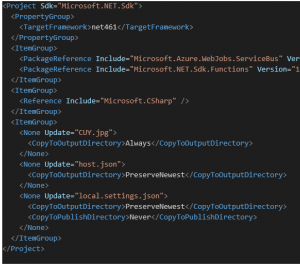 <Project Sdk="Microsoft.NET.Sdk">
<PropertyGroup>
<TargetFramework>net461</TargetFramework>
</PropertyGroup>
<ItemGroup>
<PackageReference Include="Microsoft.Azure.WebJobs.ServiceBus" Ver
<PackageReference Include="Microsoft.NET.Sdk.Functions" Version="1
</ItemGroup>
<ItemGroup>
<Reference Include="Microsoft.CSharp" />
</ItemGroup>
<ItemGroup>
<None Update="CUY.jpg">
<CopyToOutputDirectory>Always</CopyToOutputDirectory>
</None>
<None Update="host.json">
<CopyToOutputDirectory>PreserveNewest</CopyToOutputDirectory>
</None>
<None Update="local.settings.json">
<CopyToOutputDirectory>PreserveNewest</CopyToOutputDirectory>
<CopyToPublishDirectory>Never</CopyToPublishDirectory>
</None>
</ItemGroup>
</Project>